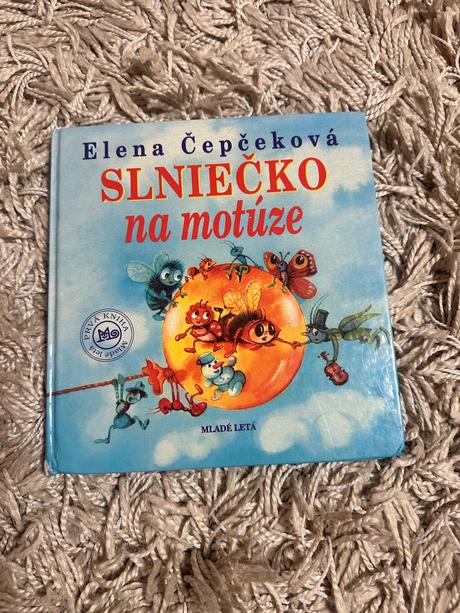 Elena Čepčeková
SLNIEČKO
na motúze
PRVÁ KNIHA
Mladé letá
MLADÉ LETÁ